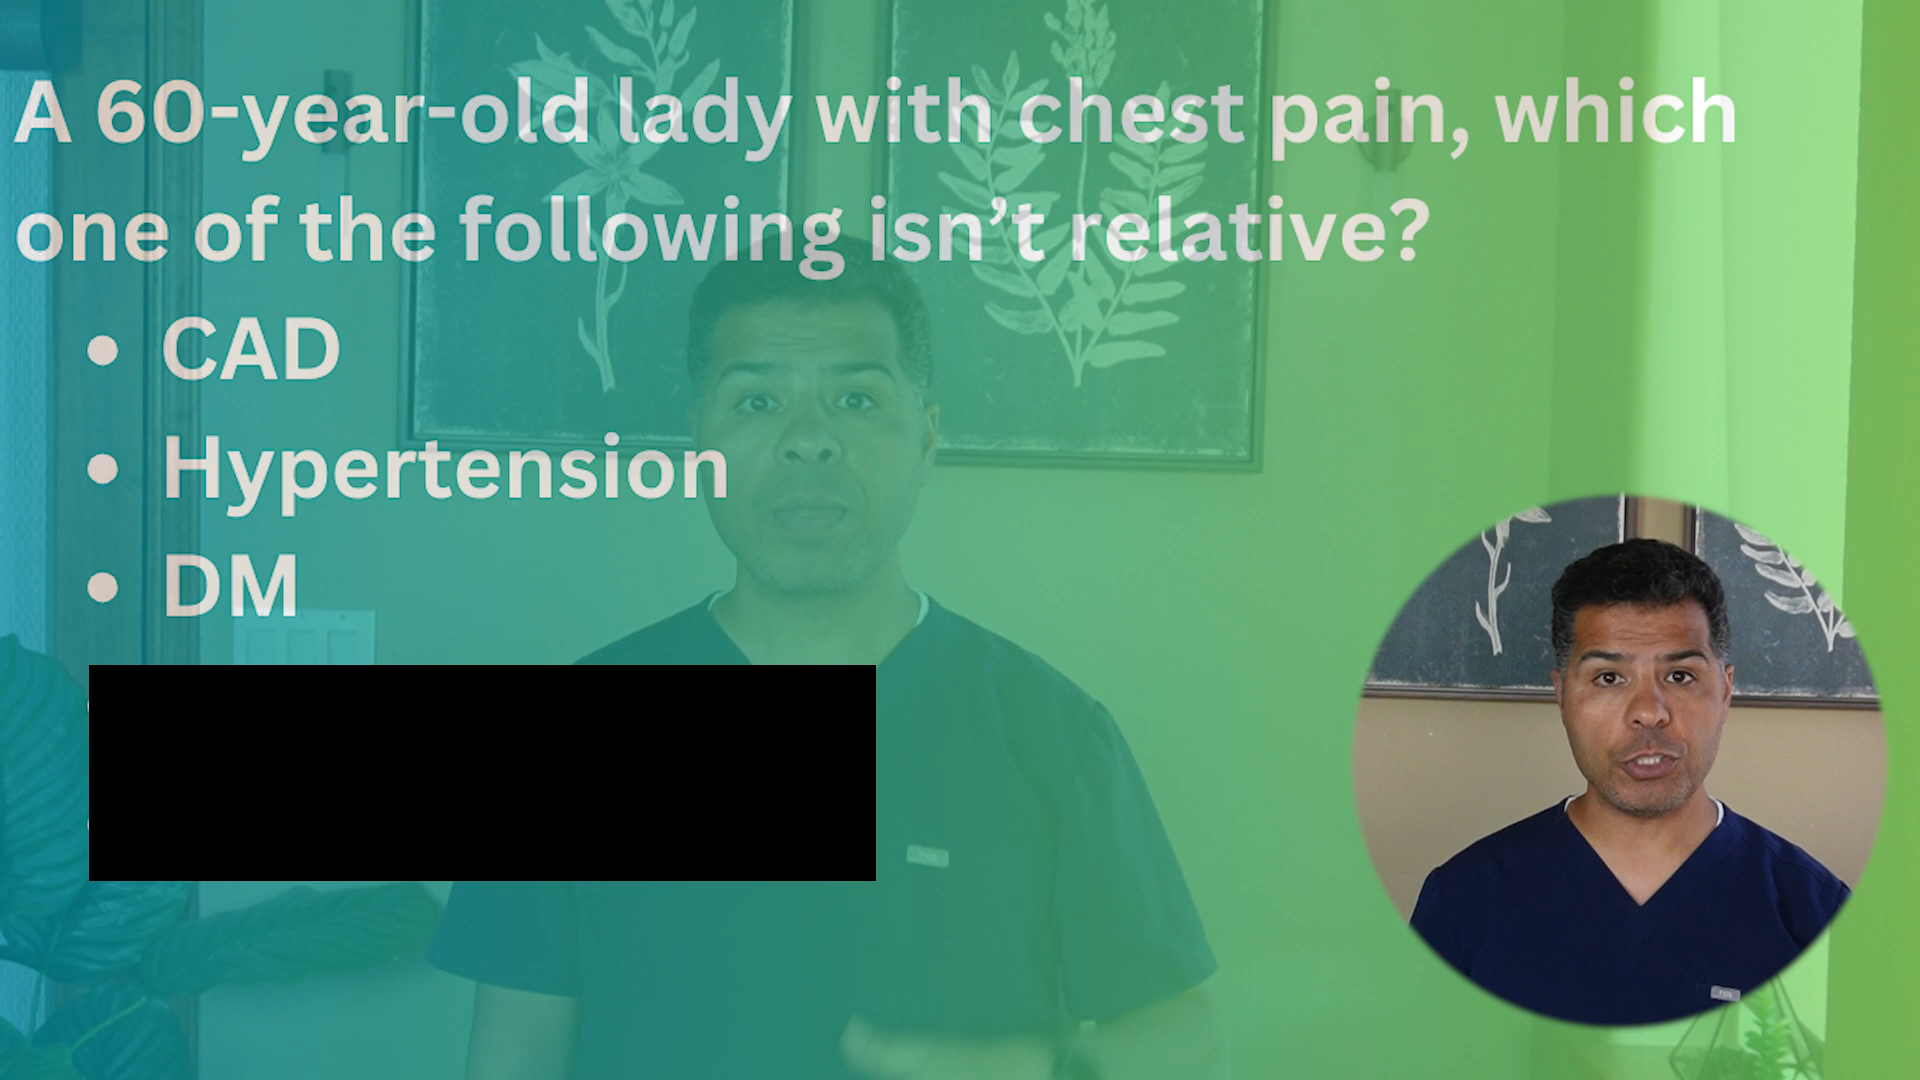 A 60-year-old lady with chest pain, which
one of the following isn’t relative?
• CAD
• Hypertension
• DM